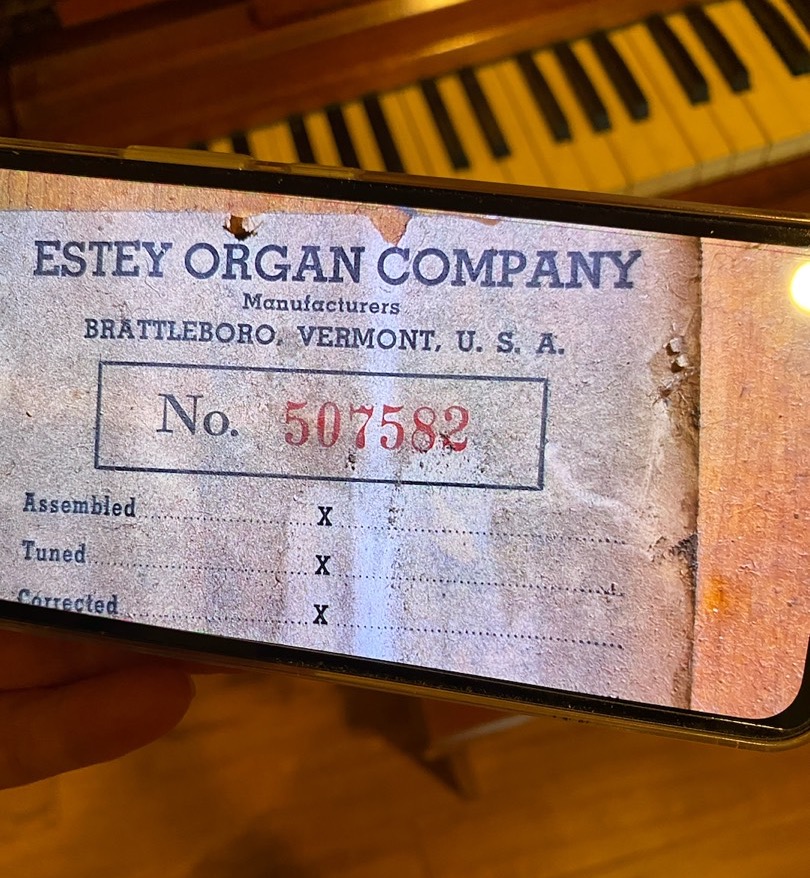 ESTEY ORGAN COMPANY
Manufacturers
BRATTLEBORO, VERMONT, U. S. A.
No. 507582
Assembled X
Tuned X
Corrected X